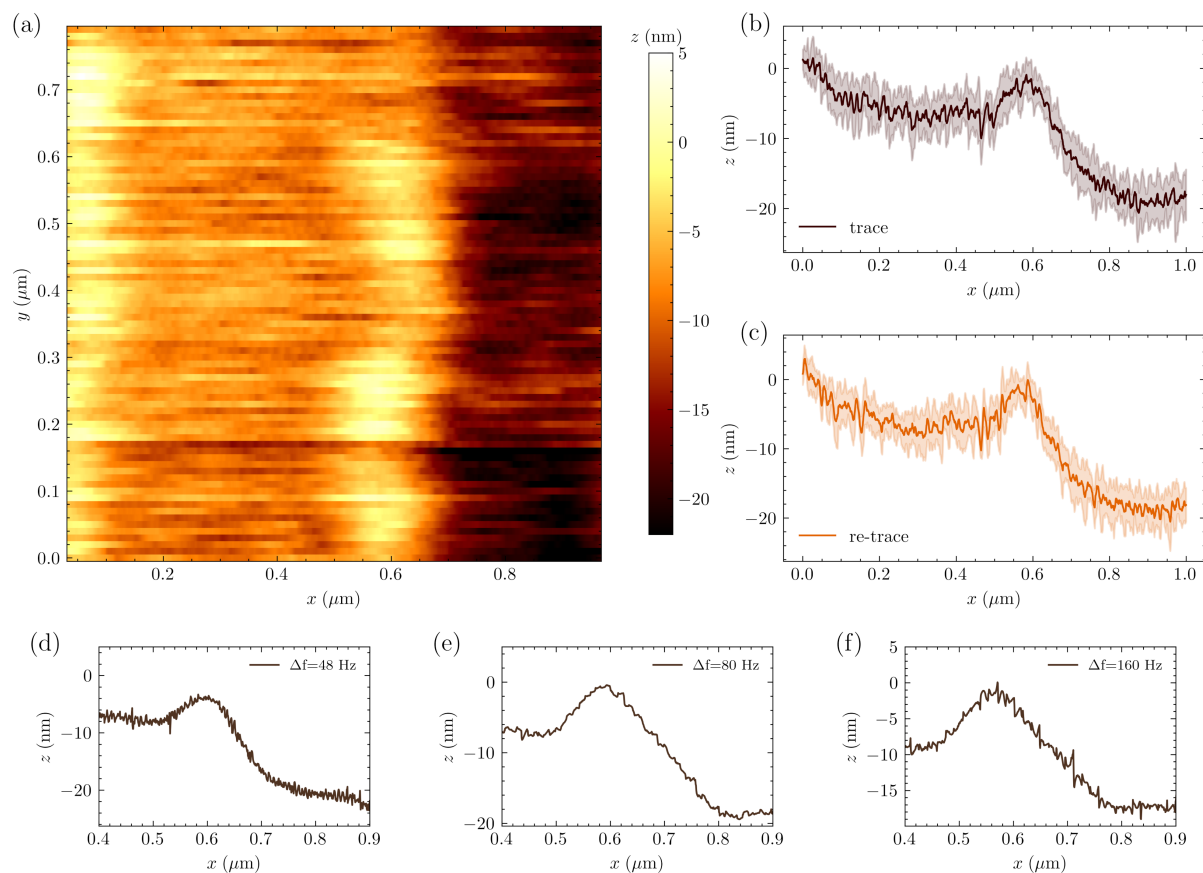 (a)
z (nm)
5
0
−5
−10
−15
−20
0.7
0.6
0.5
0.4
0.3
0.2
0.1
0.0
y (μm)
0.2 0.4 0.6 0.8
x (μm)
(b)
0
−10
−20
z (nm)
trace
0.0 0.2 0.4 0.6 0.8 1.0
x (μm)
(c)
0
−10
−20
z (nm)
re-trace
0.0 0.2 0.4 0.6 0.8 1.0
x (μm)
(d)
Δf=48 Hz
0
−10
−20
z (nm)
0.4 0.5 0.6 0.7 0.8 0.9
x (μm)
(e)
Δf=80 Hz
0
−10
−20
z (nm)
0.4 0.5 0.6 0.7 0.8 0.9
x (μm)
(f)
Δf=160 Hz
5
0
−5
−10
−15
z (nm)
0.4 0.5 0.6 0.7 0.8 0.9
x (μm)